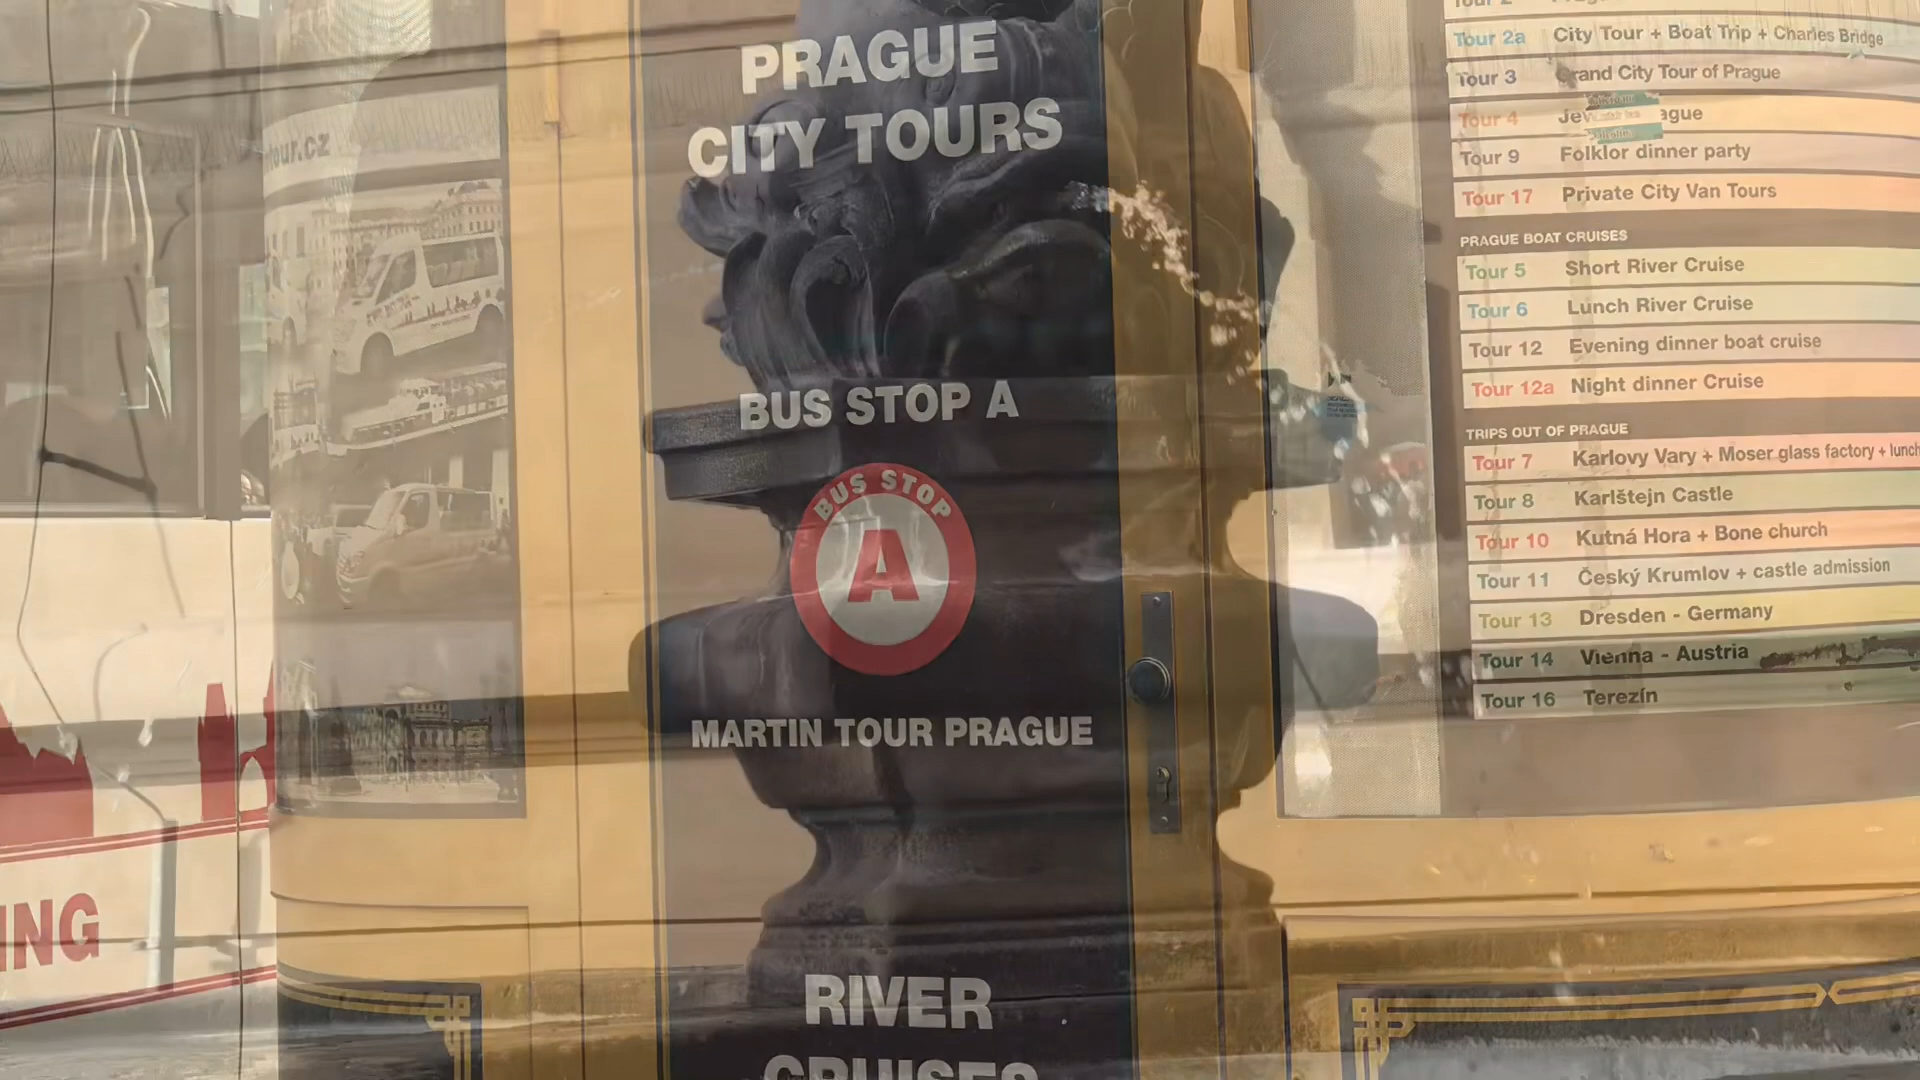 tour.cz
ING
PRAGUE
CITY TOURS
BUS STOP A
BUS STOP
A
MARTIN TOUR PRAGUE
RIVER
CRUISES
Tour 2
Tour 2a City Tour + Boat Trip + Charles Bridge
Tour 3 Grand City Tour of Prague
Tour 4
Tour 9 Folklor dinner party
Tour 17 Private City Van Tours
PRAGUE BOAT CRUISES
Tour 5 Short River Cruise
Tour 6 Lunch River Cruise
Tour 12 Evening dinner boat cruise
Tour 12a Night dinner Cruise
TRIPS OUT OF PRAGUE
Tour 7 Karlovy Vary + Moser glass factory + lunch
Tour 8 Karlštejn Castle
Tour 10 Kutná Hora + Bone church
Tour 11 Český Krumlov + castle admission
Tour 13 Dresden - Germany
Tour 14 Vienna - Austria
Tour 16 Terezín